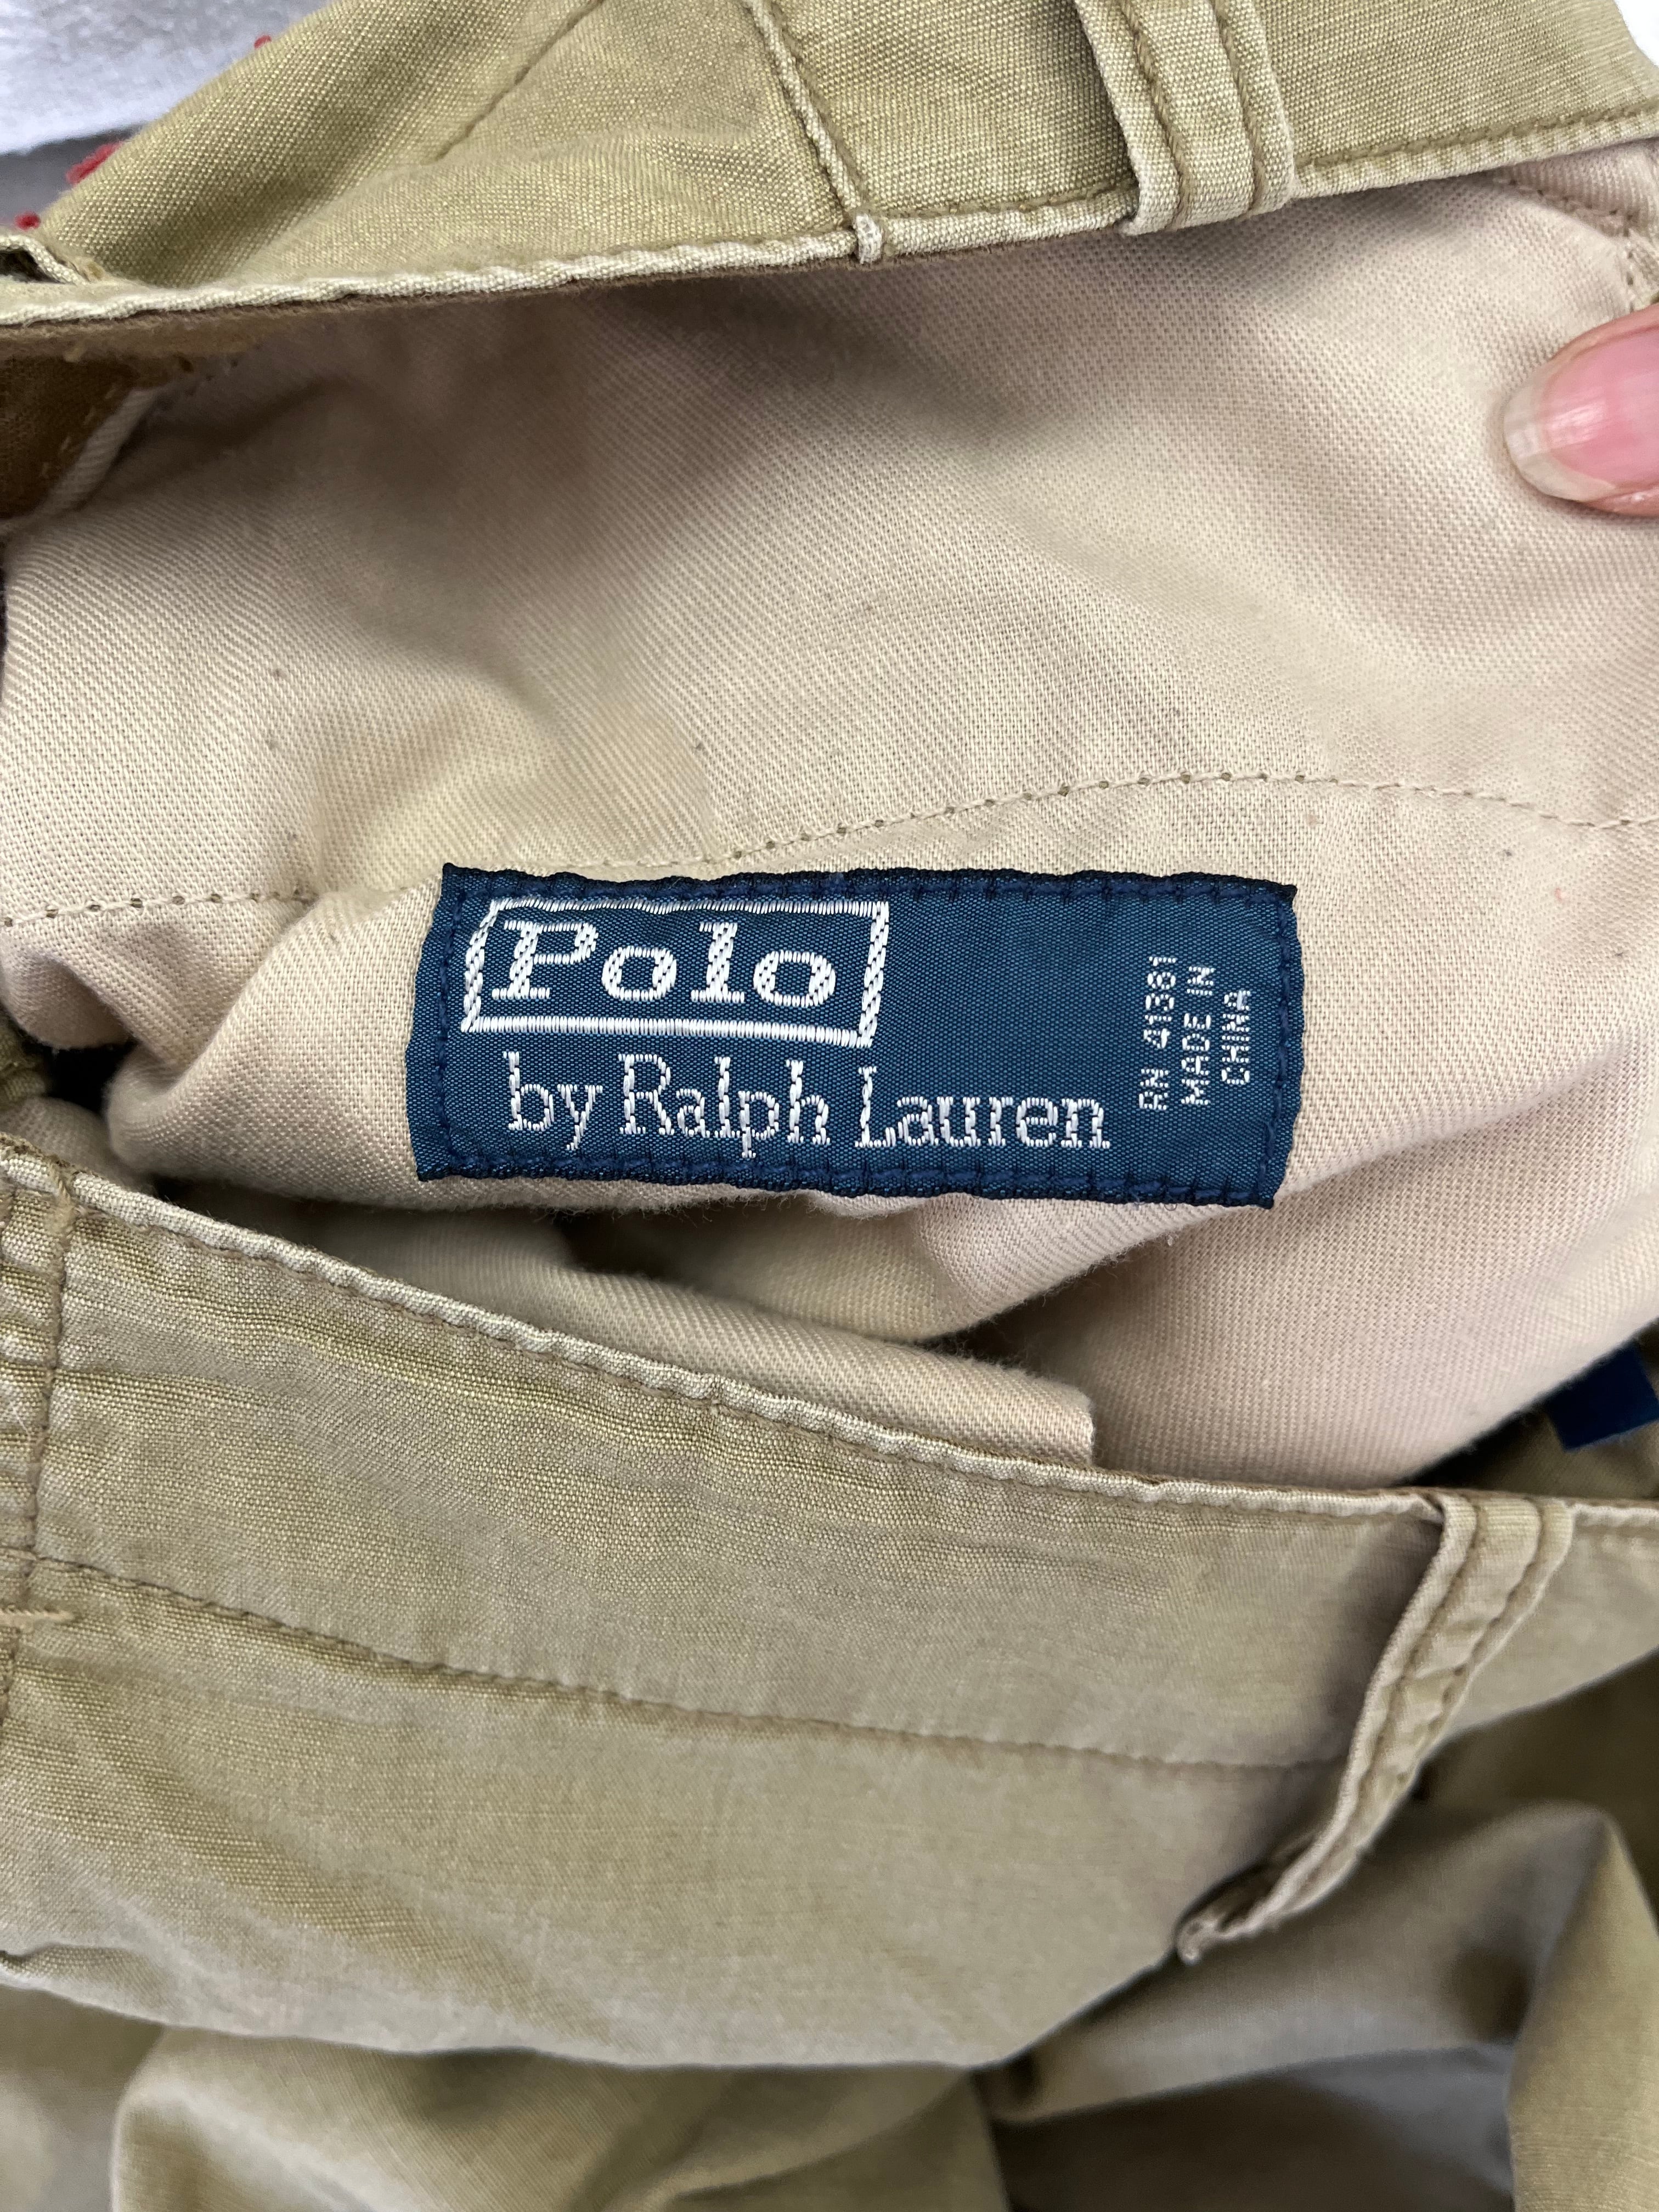 Polo
by Ralph Lauren
RN 41381
MADE IN
CHINA